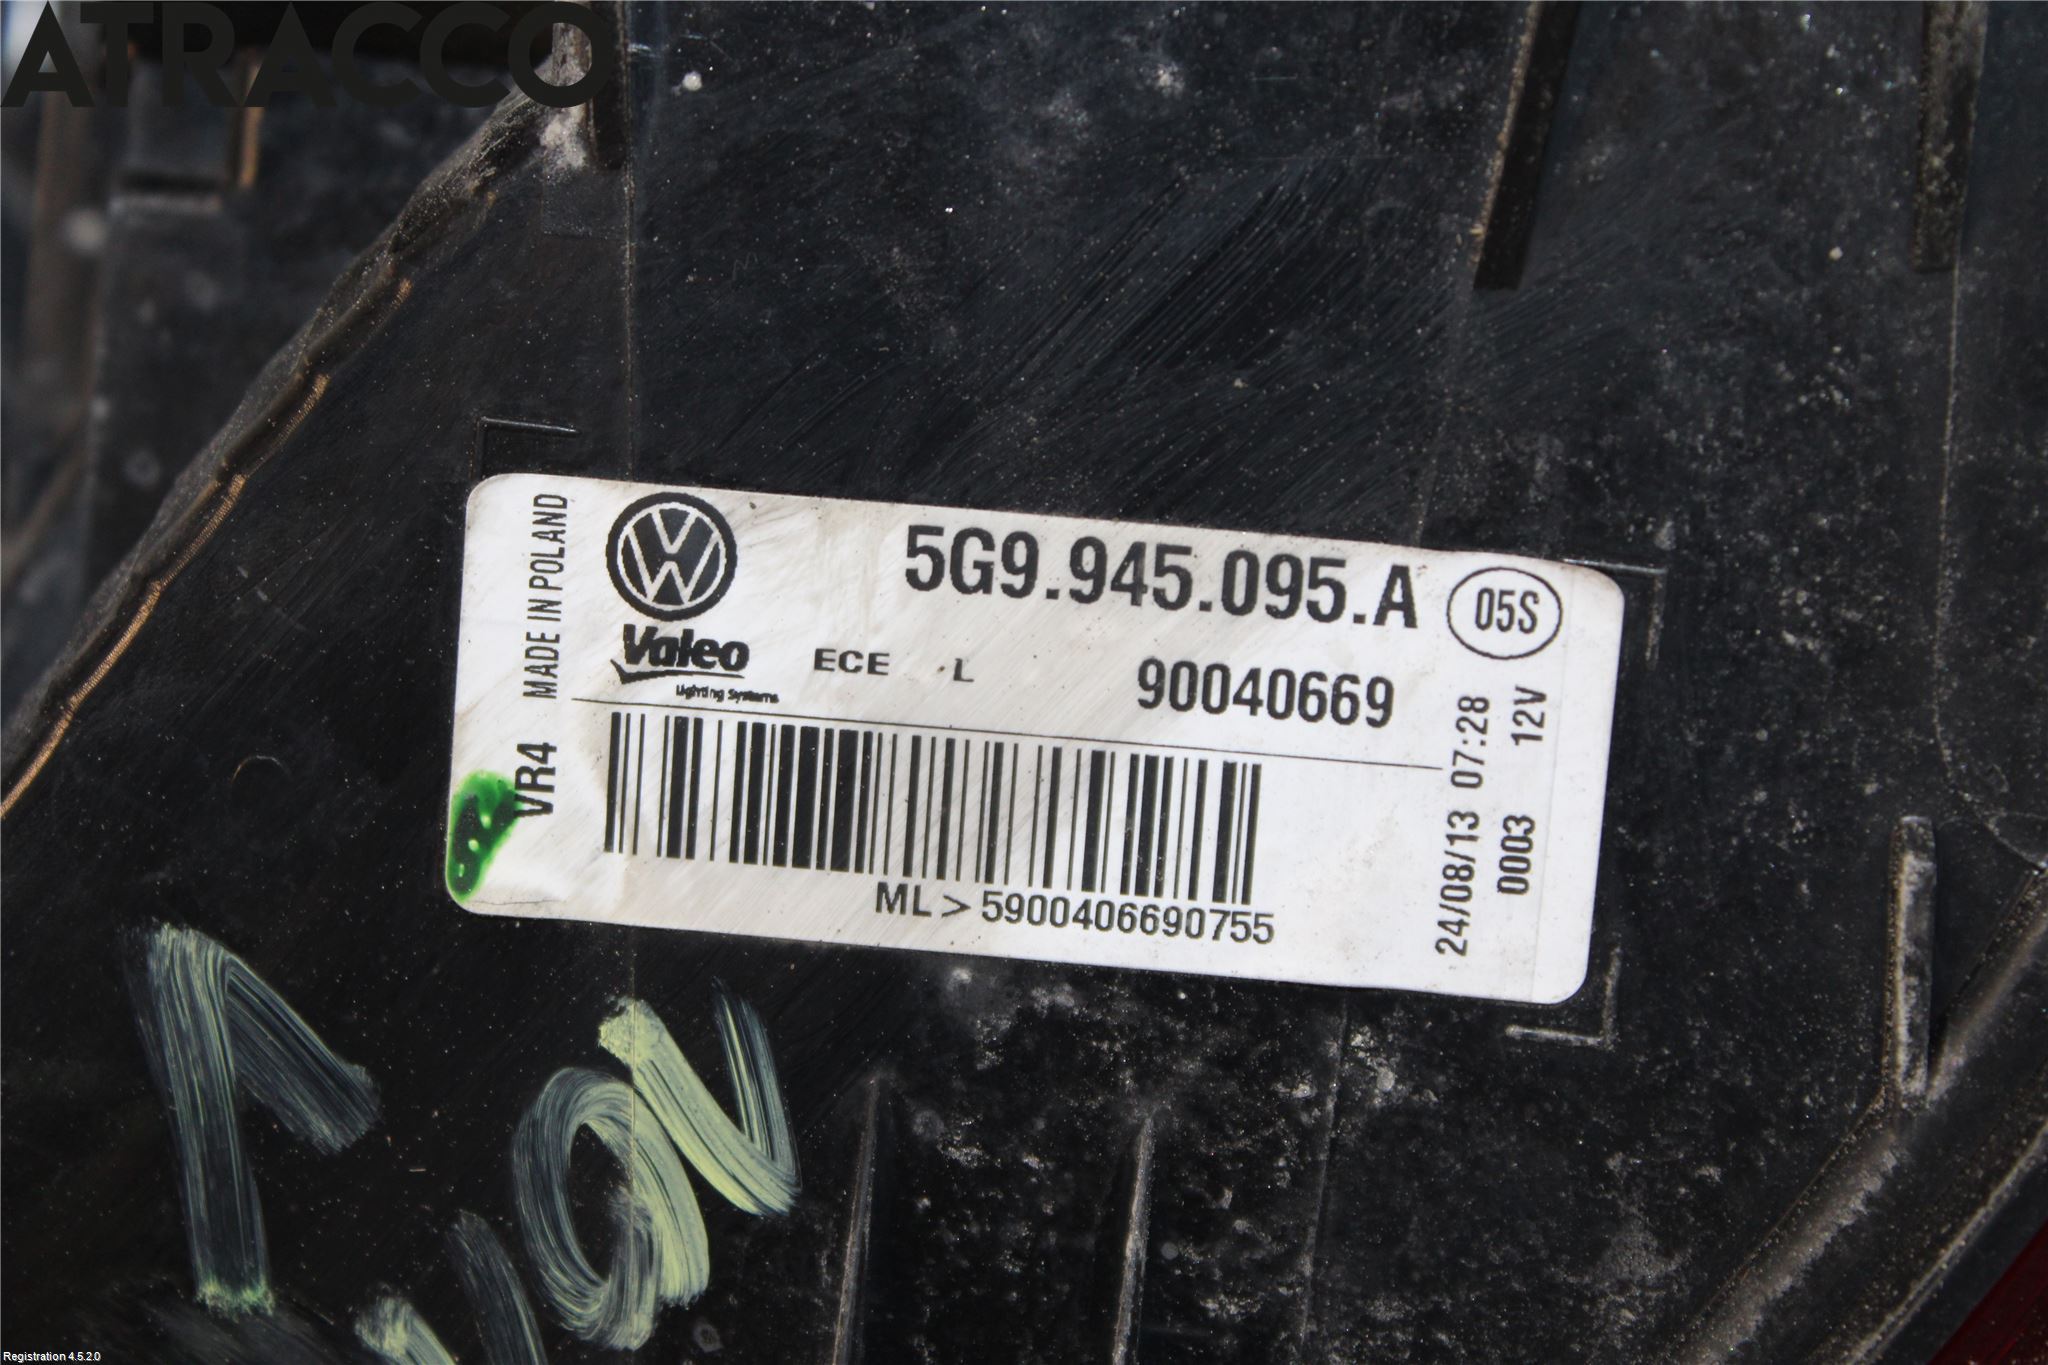 ATRACCO
MADE IN POLAND
VR4
5G9.945.095.A
05S
Valeo
Lighting Systems
ECE L
90040669
ML > 5900406690755
24/08/13 07:28
0003 12V
Registration 4.5.2.0